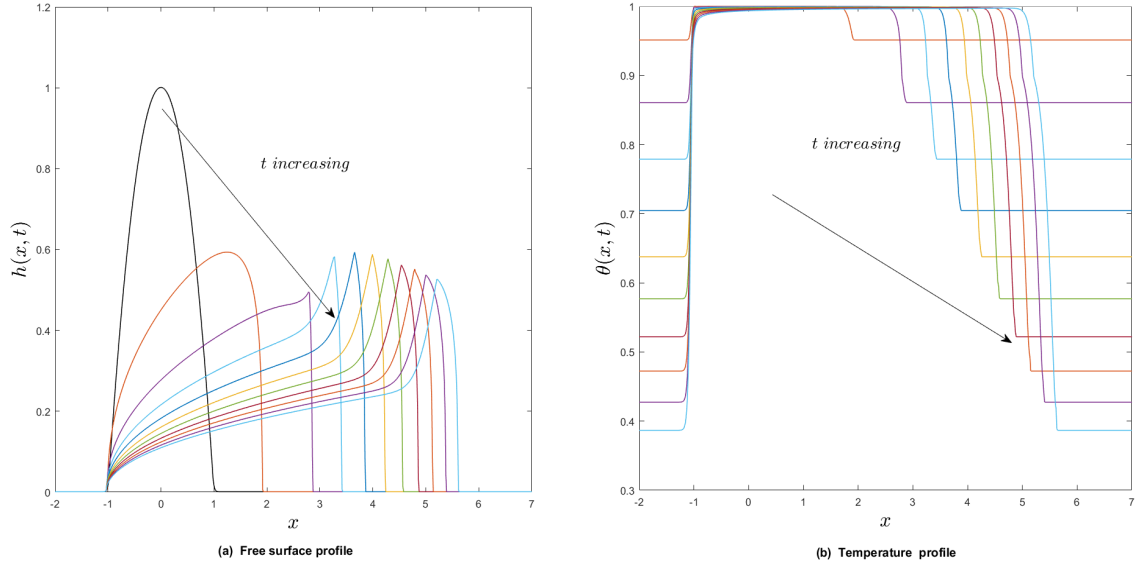 1.2
1
0.8
0.6
0.4
0.2
0
h(x, t)
t increasing
-2 -1 0 1 2 3 4 5 6 7
x
(a) Free surface profile
1
0.9
0.8
0.7
0.6
0.5
0.4
0.3
θ(x, t)
t increasing
-2 -1 0 1 2 3 4 5 6 7
x
(b) Temperature profile